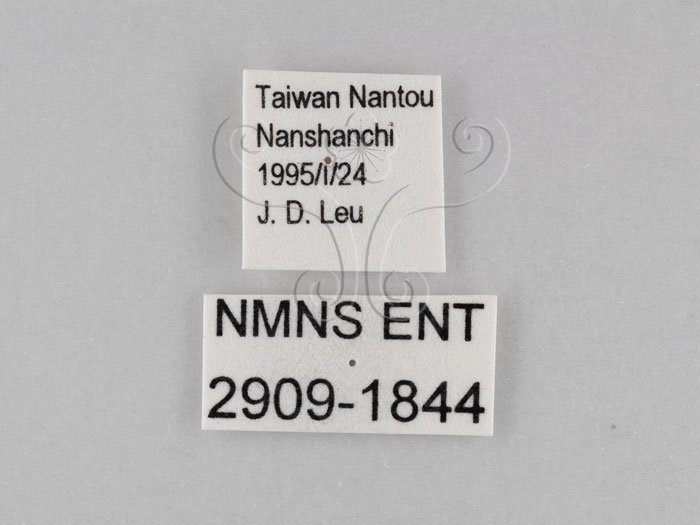 Taiwan Nantou
Nanshanchi
1995/I/24
J. D. Leu
NMNS ENT
2909-1844